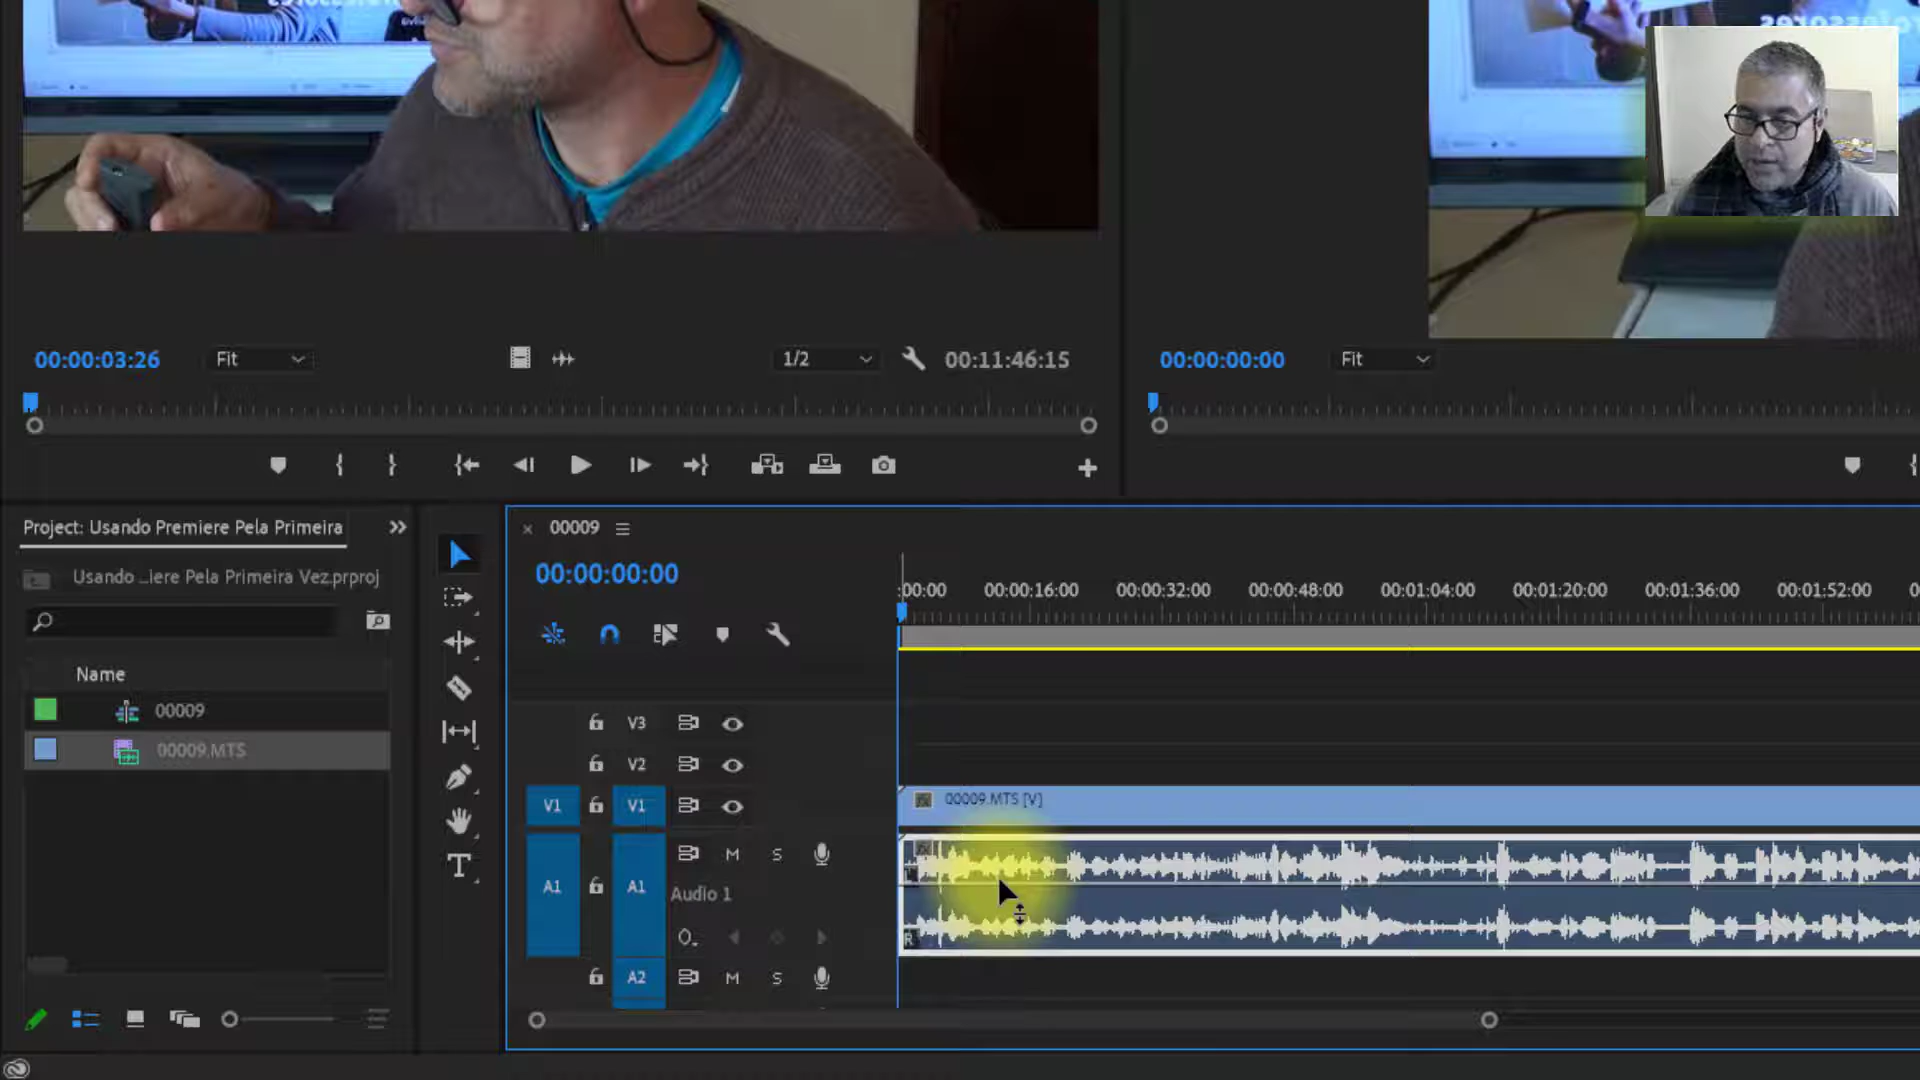 00:00:03:26
Fit
1/2
00:11:46:15
00:00:00:00
Fit
Project: Usando Premiere Pela Primeira
00009
Usando ...iere Pela Primeira Vez.prproj
00:00:00:00
:00:00
00:00:16:00
00:00:32:00
00:00:48:00
00:01:04:00
00:01:20:00
00:01:36:00
00:01:52:00
Name
00009
00009.MTS
V3
V2
V1
V1
00009.MTS [V]
fx
A1
A1
M
S
Audio 1
L
R
A2
M
S